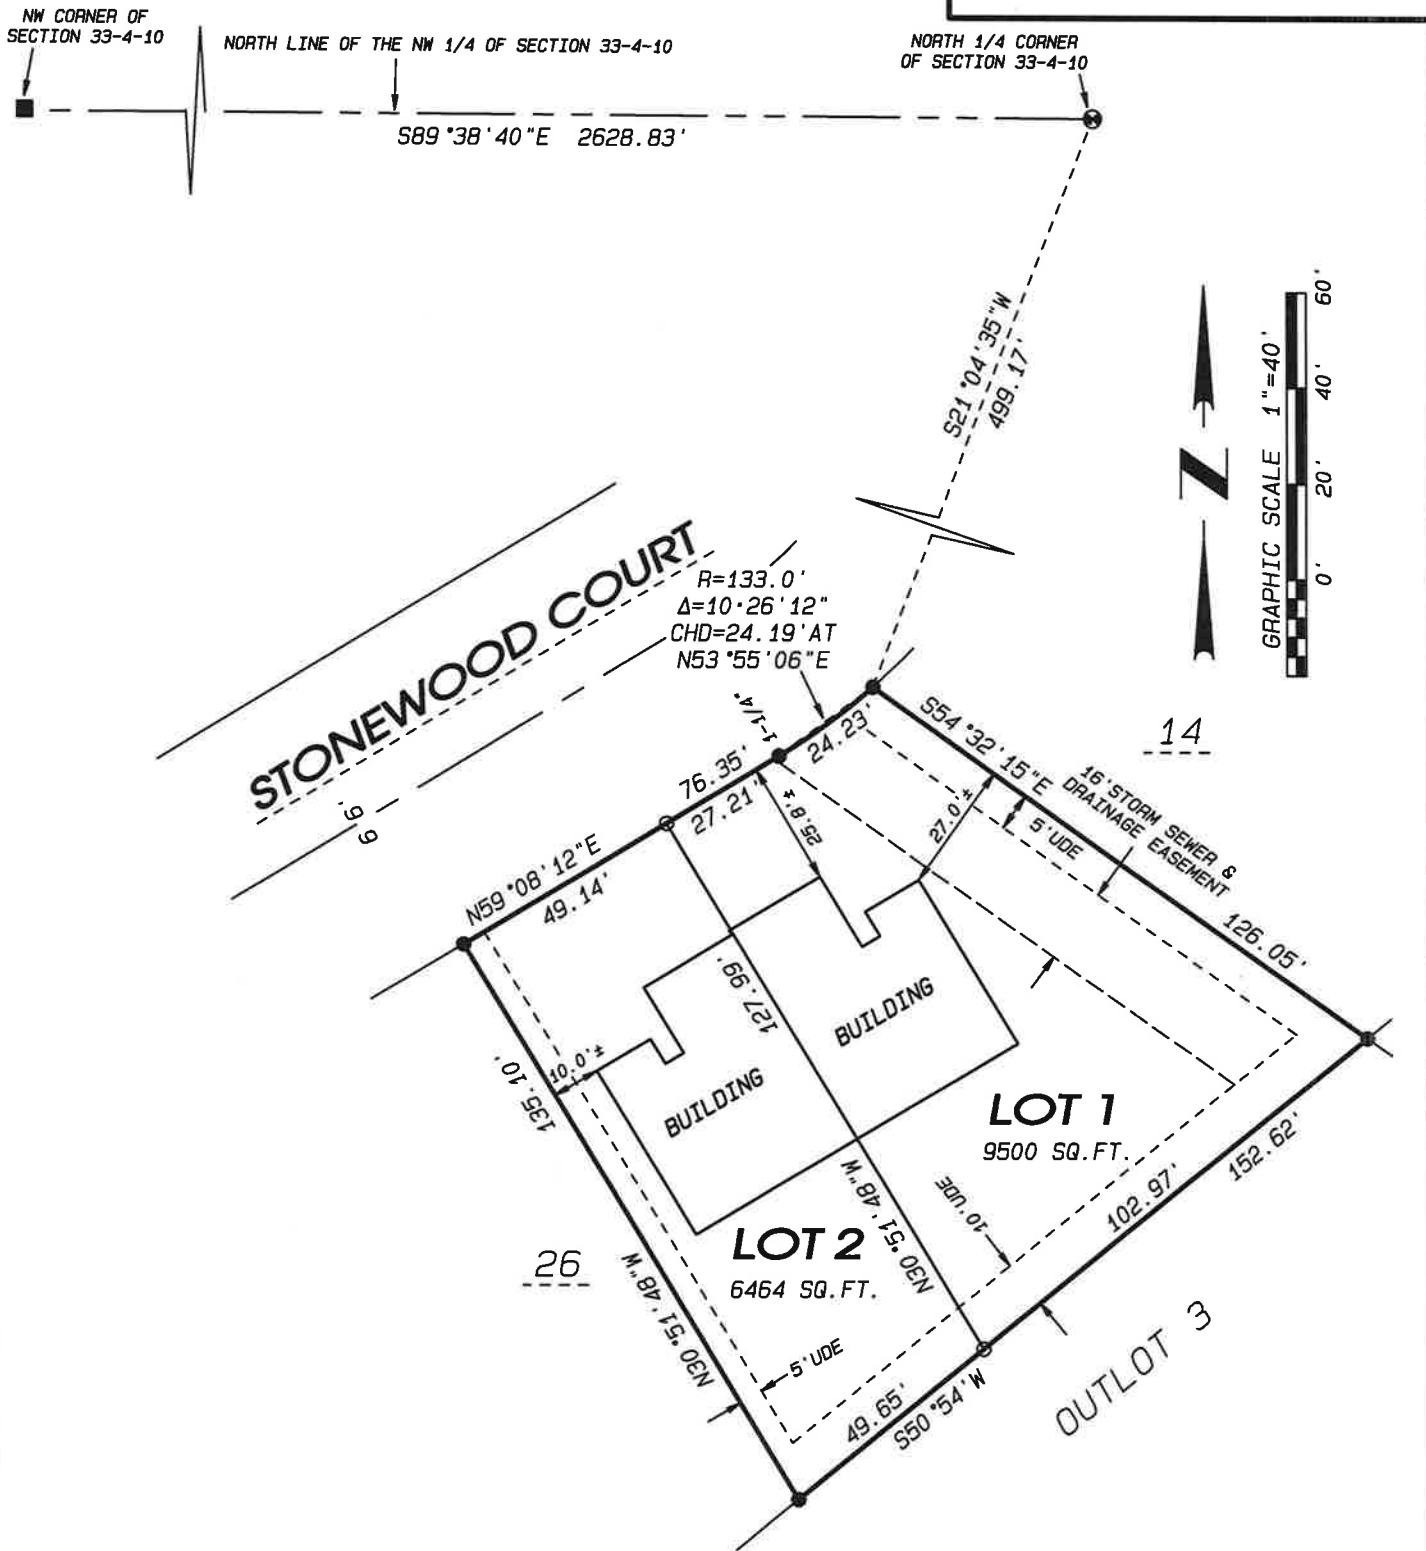 NW CORNER OF
SECTION 33-4-10
NORTH LINE OF THE NW 1/4 OF SECTION 33-4-10
NORTH 1/4 CORNER
OF SECTION 33-4-10
S89°38'40"E 2628.83'
S21°04'35"W
499.17'
GRAPHIC SCALE 1"=40'
0' 20' 40' 60'
N
STONEWOOD COURT
66'
R=133.0'
Δ=10·26'12"
CHD=24.19'AT
N53°55'06"E
1-1/4"
24.23'
76.35'
27.21'
N59°08'12"E
49.14'
25.8'±
27.0'±
S54°32'15"E
126.05'
14
16'STORM SEWER &
DRAINAGE EASEMENT
5'UDE
127.99'
BUILDING
BUILDING
10.0'±
135.10'
N30°51'48"W
LOT 1
9500 SQ.FT.
10'UDE
N30°51'48"W
LOT 2
6464 SQ.FT.
5'UDE
26
152.62'
102.97'
49.65'
S50°54'W
OUTLOT 3